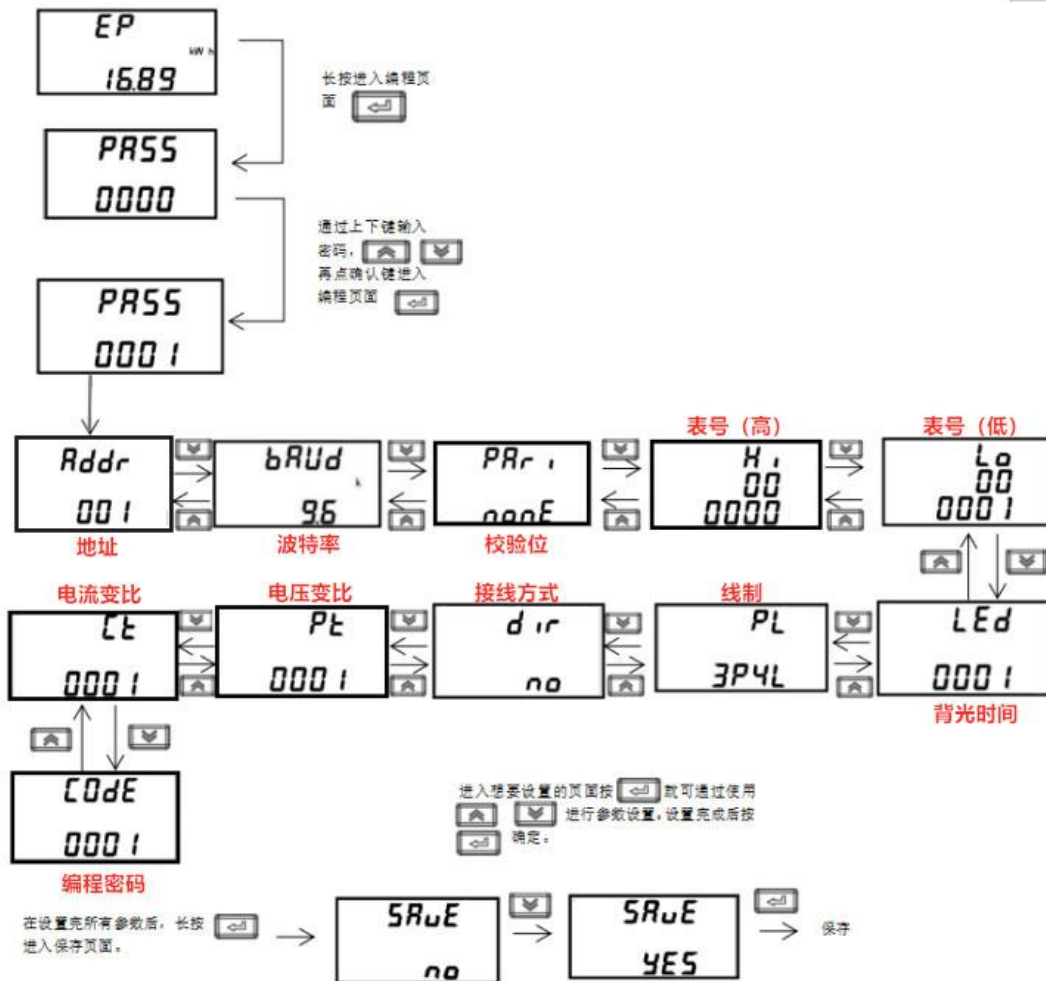 EP
kW h
16.89
长按进入编程页
面
PASS
0000
通过上下键输入
密码，
再点确认键进入
编程页面
PASS
0001
表号（高）
表号（低）
Addr
001
bAUd
k
9.6
PAri
nonE
Hi
00
0000
Lo
00
0001
地址
波特率
校验位
电流变比
电压变比
接线方式
线制
Ct
0001
Pt
0001
dir
no
PL
3P4L
LEd
0001
背光时间
COdE
0001
编程密码
进入想要设置的页面按 就可通过使用
进行参数设置。设置完成后按
确定。
在设置完所有参数后，长按
进入保存页面。
SAvE
no
SAvE
YES
保存